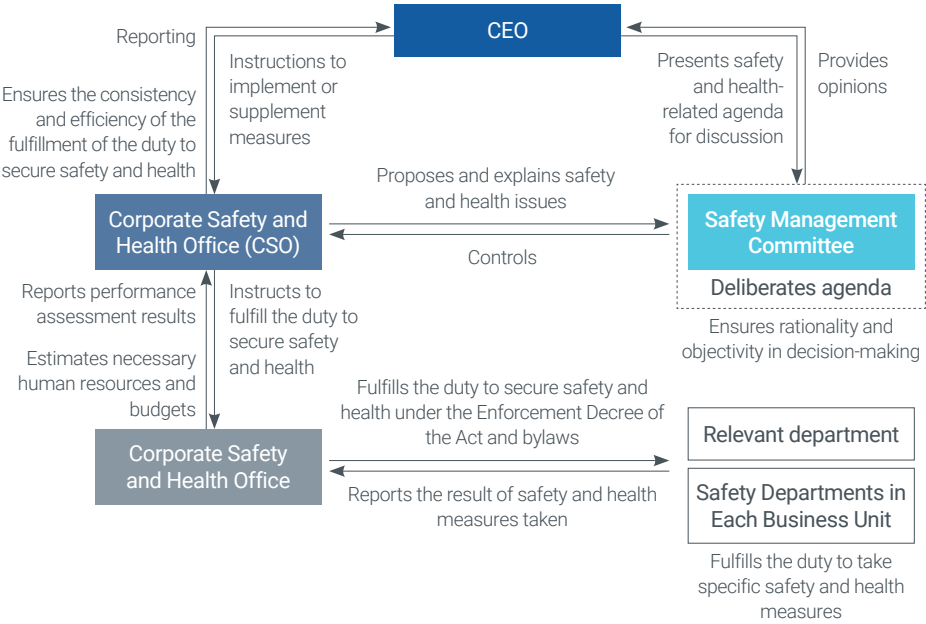 CEO
Reporting
Instructions to
implement or
supplement
measures
Ensures the consistency
and efficiency of the
fulfillment of the duty to
secure safety and health
Presents safety
and health-
related agenda
for discussion
Provides
opinions
Proposes and explains safety
and health issues
Controls
Corporate Safety and
Health Office (CSO)
Safety Management
Committee
Deliberates agenda
Ensures rationality and
objectivity in decision-making
Reports performance
assessment results
Estimates necessary
human resources and
budgets
Instructs to
fulfill the duty to
secure safety
and health
Fulfills the duty to secure safety and
health under the Enforcement Decree of
the Act and bylaws
Reports the result of safety and health
measures taken
Corporate Safety
and Health Office
Relevant department
Safety Departments in
Each Business Unit
Fulfills the duty to take
specific safety and health
measures